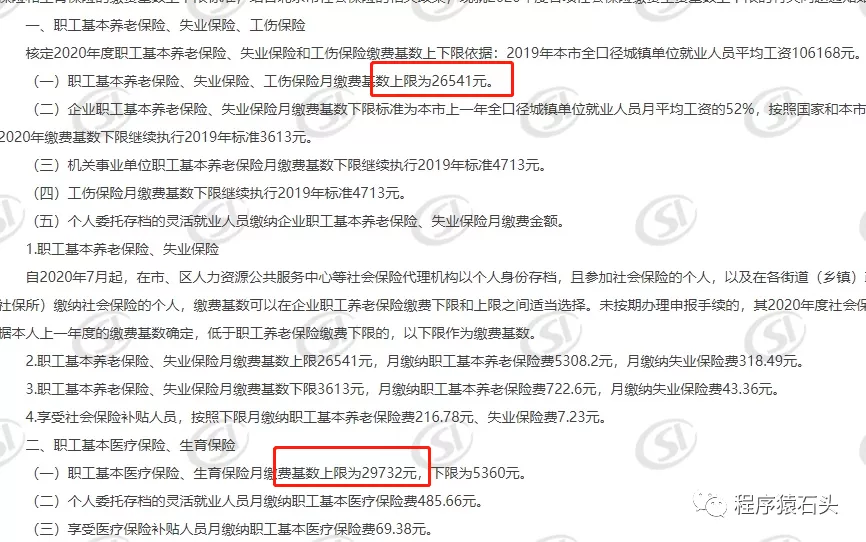 一、职工基本养老保险、失业保险、工伤保险
核定2020年度职工基本养老保险、失业保险和工伤保险缴费基数上下限依据：2019年本市全口径城镇单位就业人员平均工资106168元。
（一）职工基本养老保险、失业保险、工伤保险月缴费基数上限为26541元。
（二）企业职工基本养老保险、失业保险月缴费基数下限标准为本市上一年全口径城镇单位就业人员月平均工资的52%，按照国家和本市
2020年缴费基数下限继续执行2019年标准3613元。
（三）机关事业单位职工基本养老保险月缴费基数下限继续执行2019年标准4713元。
（四）工伤保险月缴费基数下限继续执行2019年标准4713元。
（五）个人委托存档的灵活就业人员缴纳企业职工基本养老保险、失业保险月缴费金额。
1.职工基本养老保险、失业保险
自2020年7月起，在市、区人力资源公共服务中心等社会保险代理机构以个人身份存档，且参加社会保险的个人，以及在各街道（乡镇）
社保所）缴纳社会保险的个人，缴费基数可以在企业职工养老保险缴费下限和上限之间适当选择。未按期办理申报手续的，其2020年度社会保
据本人上一年度的缴费基数确定，低于职工养老保险缴费下限的，以下限作为缴费基数。
2.职工基本养老保险、失业保险月缴费基数上限26541元，月缴纳职工基本养老保险费5308.2元，月缴纳失业保险费318.49元。
3.职工基本养老保险、失业保险月缴费基数下限3613元，月缴纳职工基本养老保险费722.6元，月缴纳失业保险费43.36元。
4.享受社会保险补贴人员，按照下限月缴纳职工基本养老保险费216.78元、失业保险费7.23元。
二、职工基本医疗保险、生育保险
（一）职工基本医疗保险、生育保险月缴费基数上限为29732元，下限为5360元。
（二）个人委托存档的灵活就业人员月缴纳职工基本医疗保险费485.66元。
（三）享受医疗保险补贴人员月缴纳职工基本医疗保险费69.38元。
程序猿石头